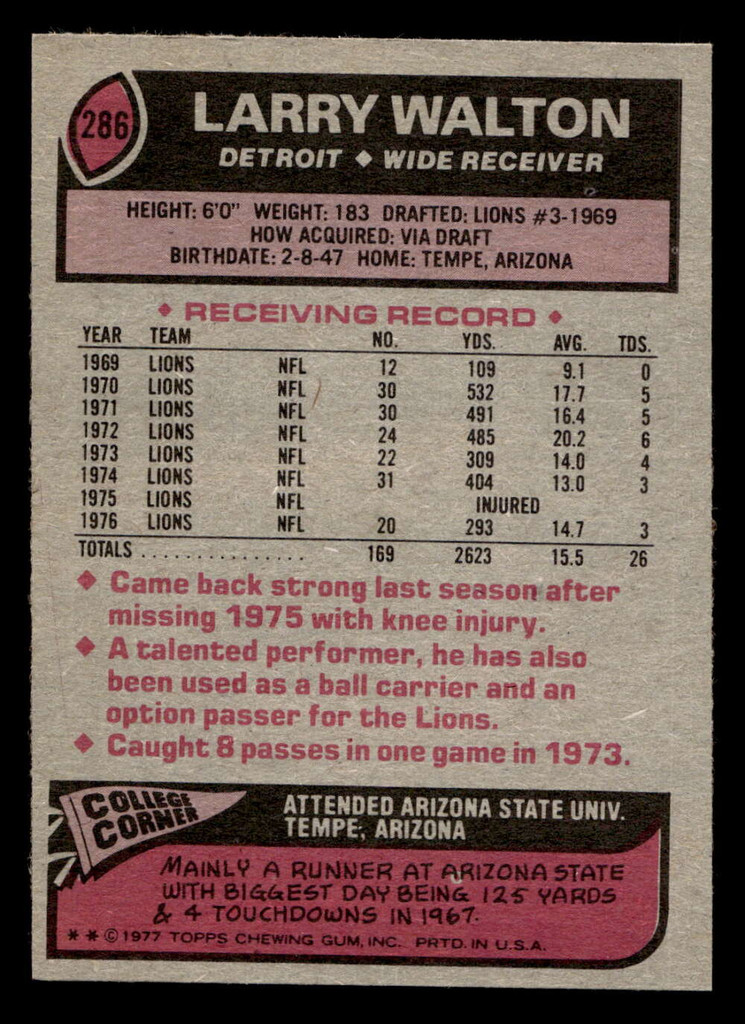 286
LARRY WALTON
DETROIT ◆ WIDE RECEIVER
HEIGHT: 6'0" WEIGHT: 183 DRAFTED: LIONS #3-1969
HOW ACQUIRED: VIA DRAFT
BIRTHDATE: 2-8-47 HOME: TEMPE, ARIZONA
◆ RECEIVING RECORD ◆
YEAR TEAM NO. YDS. AVG. TDS.
1969 LIONS NFL 12 109 9.1 0
1970 LIONS NFL 30 532 17.7 5
1971 LIONS NFL 30 491 16.4 5
1972 LIONS NFL 24 485 20.2 6
1973 LIONS NFL 22 309 14.0 4
1974 LIONS NFL 31 404 13.0 3
1975 LIONS NFL INJURED
1976 LIONS NFL 20 293 14.7 3
TOTALS . . . . . . . . . . . . . . . 169 2623 15.5 26
◆ Came back strong last season after
missing 1975 with knee injury.
◆ A talented performer, he has also
been used as a ball carrier and an
option passer for the Lions.
◆ Caught 8 passes in one game in 1973.
COLLEGE
CORNER
ATTENDED ARIZONA STATE UNIV.
TEMPE, ARIZONA
MAINLY A RUNNER AT ARIZONA STATE
WITH BIGGEST DAY BEING 125 YARDS
& 4 TOUCHDOWNS IN 1967.
* * © 1977 TOPPS CHEWING GUM, INC. PRTD. IN U.S.A.